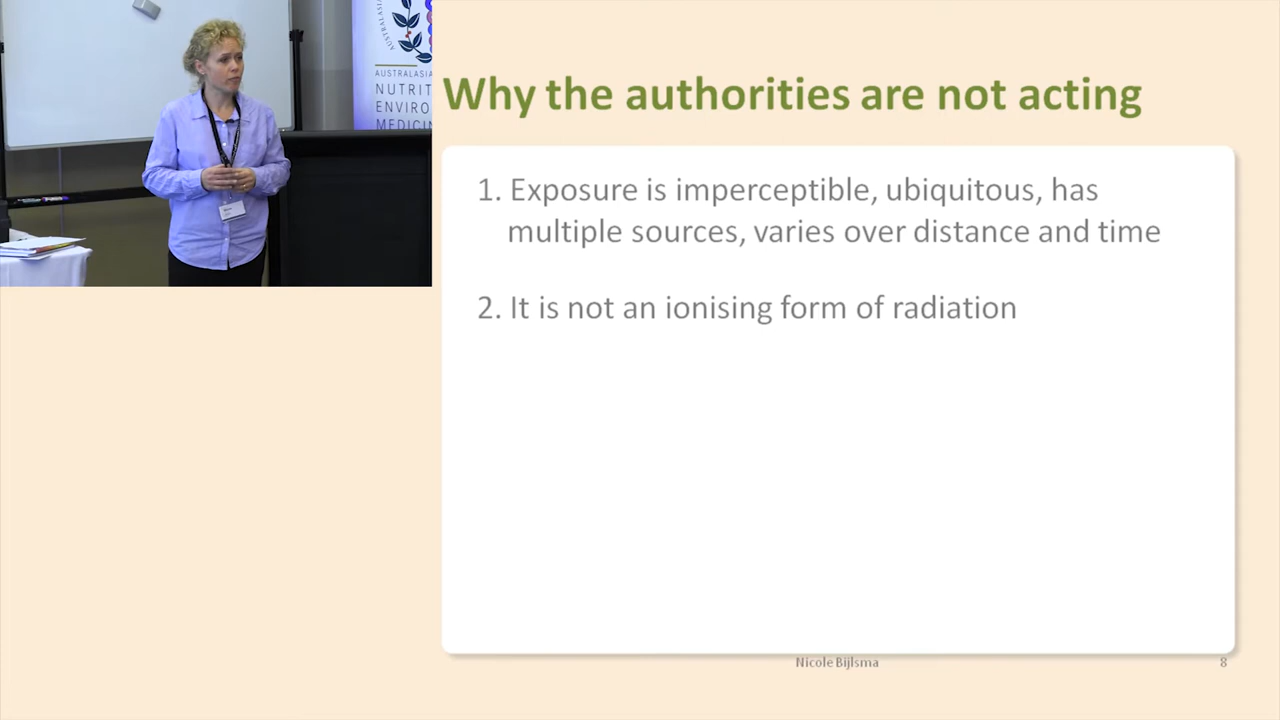 AUSTRALASIA
AUSTRALASIA
NUTRIT
ENVIRO
MEDICIN
Why the authorities are not acting
1. Exposure is imperceptible, ubiquitous, has
multiple sources, varies over distance and time
2. It is not an ionising form of radiation
Nicole Bijlsma
8